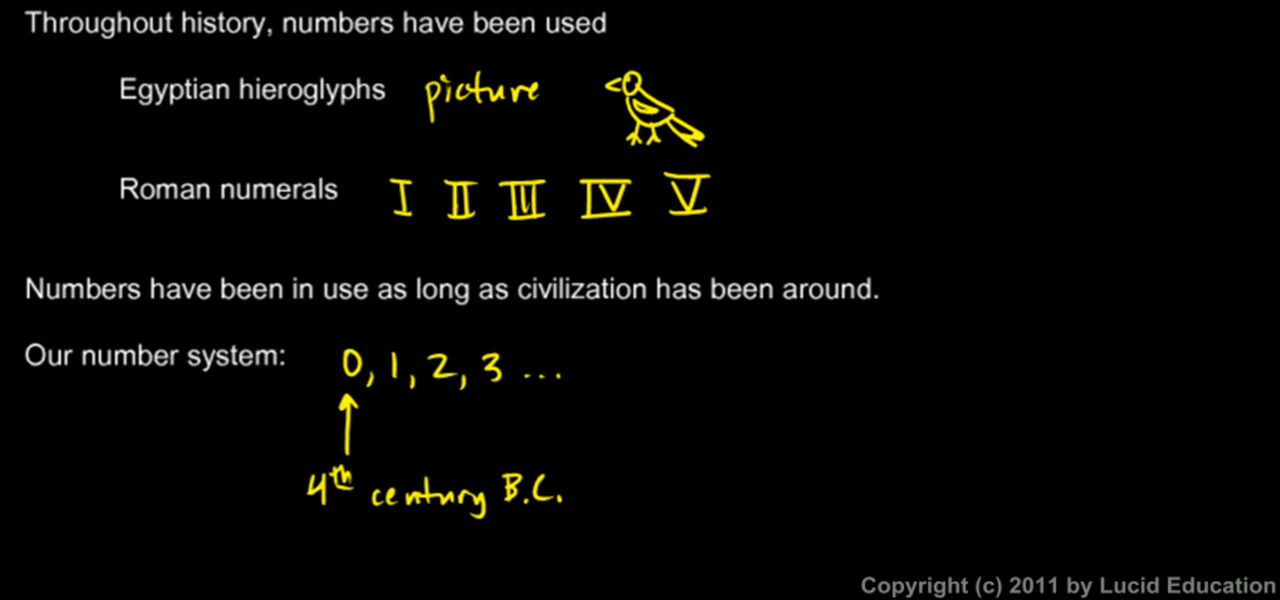 Throughout history, numbers have been used
Egyptian hieroglyphs picture
Roman numerals I II III IV V
Numbers have been in use as long as civilization has been around.
Our number system: 0, 1, 2, 3 ...
4th century B.C.
Copyright (c) 2011 by Lucid Education